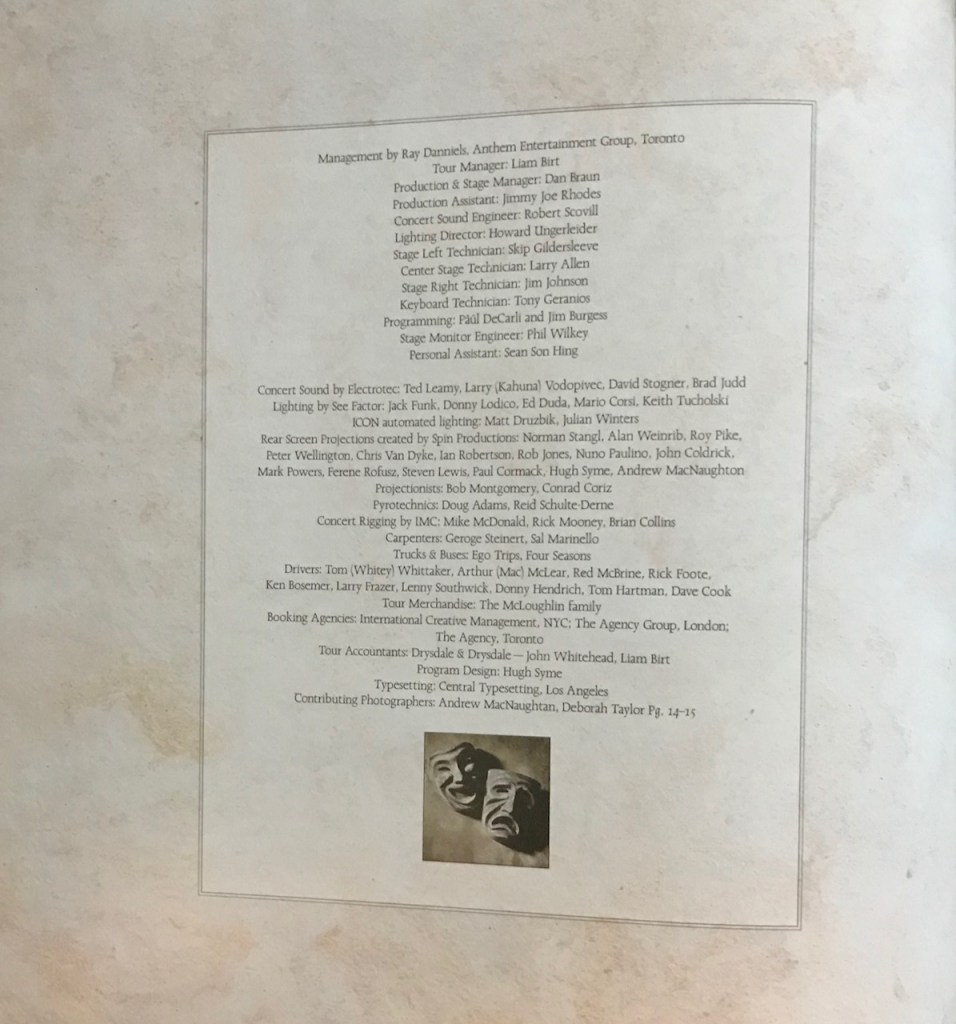 Management by Ray Danniels, Anthem Entertainment Group, Toronto
Tour Manager: Liam Birt
Production & Stage Manager: Dan Braun
Production Assistant: Jimmy Joe Rhodes
Concert Sound Engineer: Robert Scovill
Lighting Director: Howard Ungerleider
Stage Left Technician: Skip Gildersleeve
Center Stage Technician: Larry Allen
Stage Right Technician: Jim Johnson
Keyboard Technician: Tony Geranios
Programming: Päül DeCarli and Jim Burgess
Stage Monitor Engineer: Phil Wilkey
Personal Assistant: Sean Son Hing
Concert Sound by Electrotec: Ted Leamy, Larry (Kahuna) Vodopivec, David Stogner, Brad Judd
Lighting by See Factor: Jack Funk, Donny Lodico, Ed Duda, Mario Corsi, Keith Tucholski
ICON automated lighting: Matt Druzbik, Julian Winters
Rear Screen Projections created by Spin Productions: Norman Stangl, Alan Weinrib, Roy Pike,
Peter Wellington, Chris Van Dyke, Ian Robertson, Rob Jones, Nuno Paulino, John Coldrick,
Mark Powers, Ferene Rofusz, Steven Lewis, Paul Cormack, Hugh Syme, Andrew MacNaughton
Projectionists: Bob Montgomery, Conrad Coriz
Pyrotechnics: Doug Adams, Reid Schulte-Derne
Concert Rigging by IMC: Mike McDonald, Rick Mooney, Brian Collins
Carpenters: Geroge Steinert, Sal Marinello
Trucks & Buses: Ego Trips, Four Seasons
Drivers: Tom (Whitey) Whittaker, Arthur (Mac) McLear, Red McBrine, Rick Foote,
Ken Bosemer, Larry Frazer, Lenny Southwick, Donny Hendrich, Tom Hartman, Dave Cook
Tour Merchandise: The McLoughlin family
Booking Agencies: International Creative Management, NYC; The Agency Group, London;
The Agency, Toronto
Tour Accountants: Drysdale & Drysdale — John Whitehead, Liam Birt
Program Design: Hugh Syme
Typesetting: Central Typesetting, Los Angeles
Contributing Photographers: Andrew MacNaughtan, Deborah Taylor Pg. 14-15